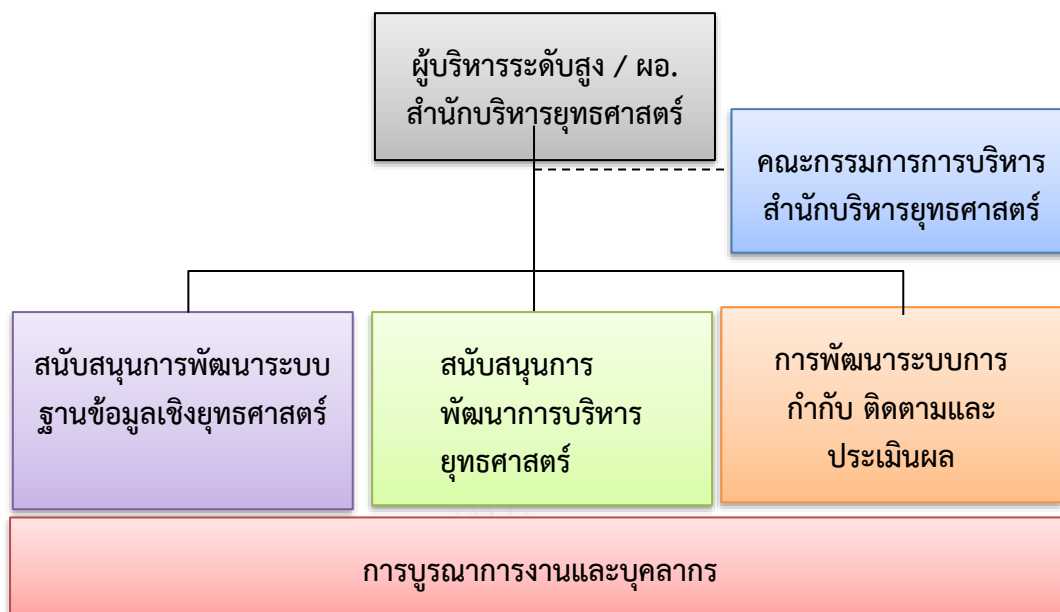 ผู้บริหารระดับสูง / ผอ.
สำนักบริหารยุทธศาสตร์
คณะกรรมการการบริหาร
สำนักบริหารยุทธศาสตร์
สนับสนุนการพัฒนาระบบ
ฐานข้อมูลเชิงยุทธศาสตร์
สนับสนุนการ
พัฒนาการบริหาร
ยุทธศาสตร์
การพัฒนาระบบการ
กำกับ ติดตามและ
ประเมินผล
การบูรณาการงานและบุคลากร